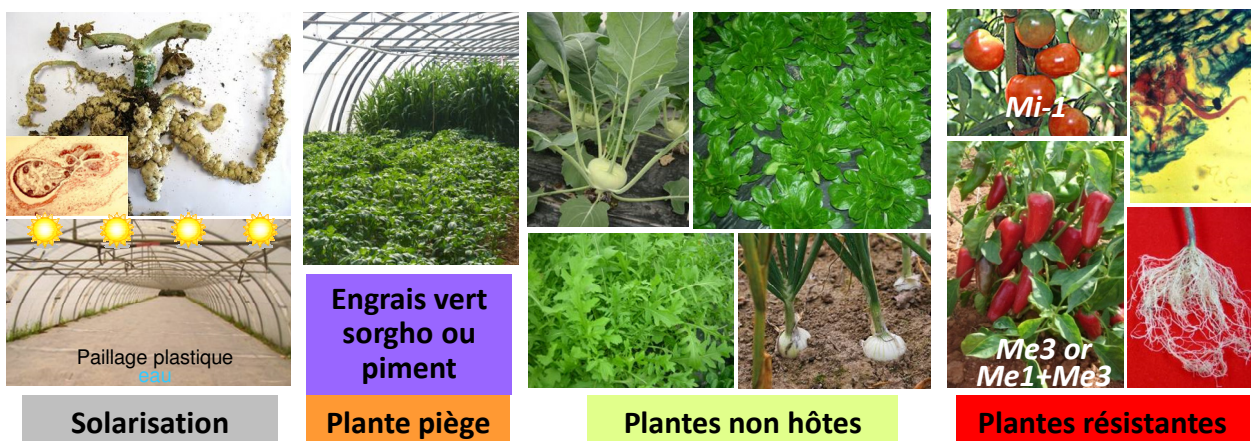 Paillage plastique
eau
Solarisation
Engrais vert
sorgho ou
piment
Plante piège
Plantes non hôtes
Mi-1
Me3 or
Me1+Me3
Plantes résistantes